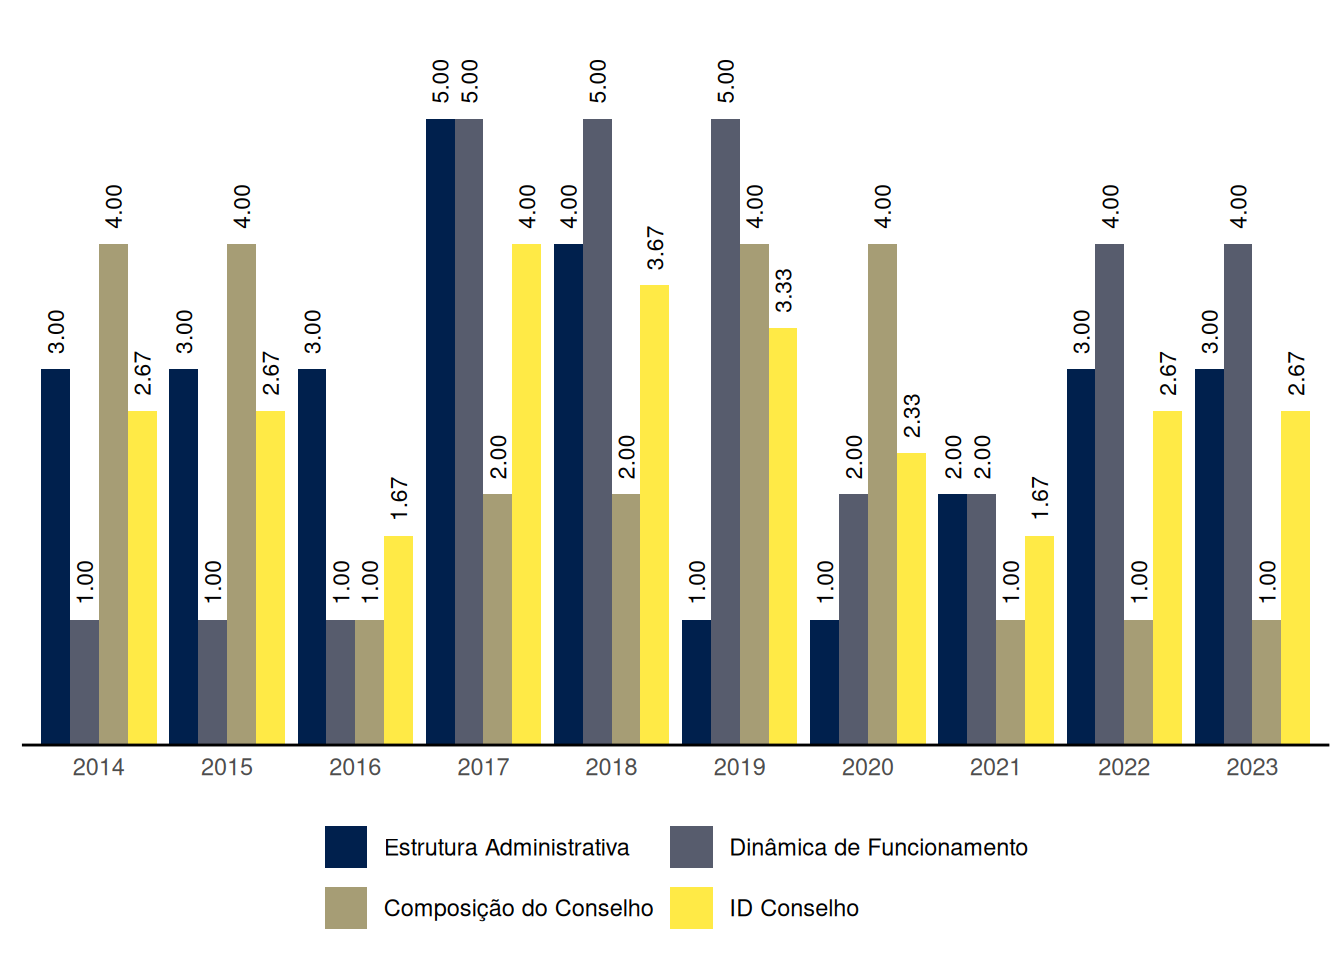 5.00 5.00 5.00 5.00
4.00 4.00 4.00 4.00 4.00 4.00 4.00 4.00
3.67
3.33
3.00 3.00 3.00 3.00 3.00
2.67 2.67 2.67 2.67
2.33
2.00 2.00 2.00 2.00 2.00
1.67 1.67
1.00 1.00 1.00 1.00 1.00 1.00 1.00 1.00 1.00
2014 2015 2016 2017 2018 2019 2020 2021 2022 2023
Estrutura Administrativa Dinâmica de Funcionamento
Composição do Conselho ID Conselho